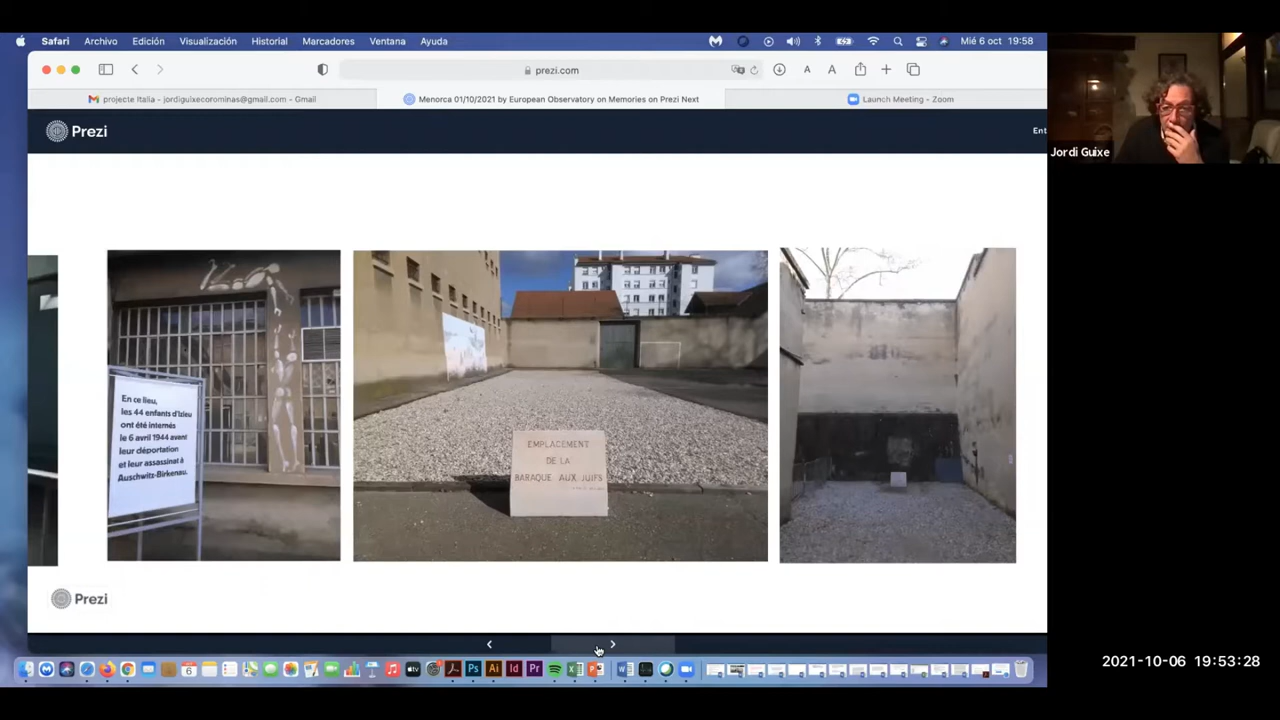 Safari Archivo Edición Visualización Historial Marcadores Ventana Ayuda Mié 6 oct 19:58
prezi.com A A
projecte Italia - jordiguixecorominas@gmail.com - Gmail Menorca 01/10/2021 by European Observatory on Memories on Prezi Next Launch Meeting - Zoom
Prezi Ent
Jordi Guixe
En ce lieu,
les 44 enfants d'Izieu
ont été internés
le 6 avril 1944 avant
leur déportation
et leur assassinat à
Auschwitz-Birkenau.
EMPLACEMENT
DE LA
BARAQUE AUX JUIFS
Prezi
2021-10-06 19:53:28